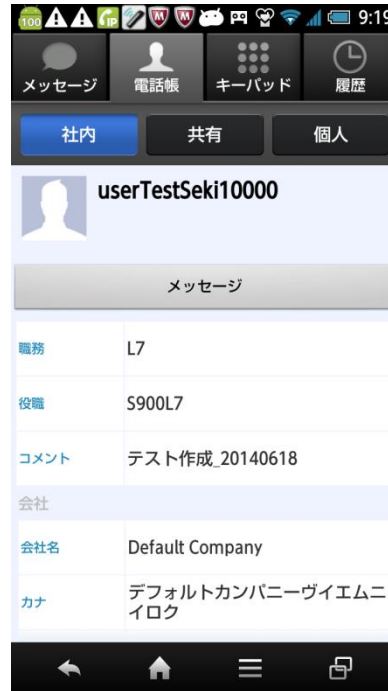 100
9:19
メッセージ
電話帳
キーパッド
履歴
社内
共有
個人
userTestSeki10000
メッセージ
職務 L7
役職 S900L7
コメント テスト作成_20140618
会社
会社名 Default Company
カナ デフォルトカンパニーヴイエムニ
イロク